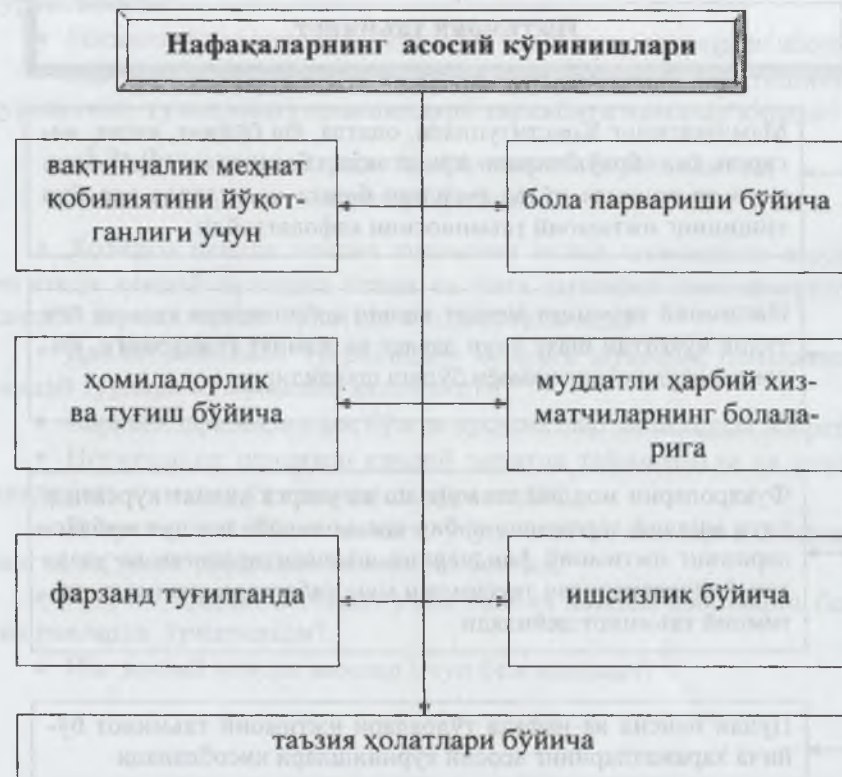 Нафақаларнинг асосий кўринишлари
вақтинчалик меҳнат
қобилиятини йўқот-
ганлиги учун
бола парвариши бўйича
ҳомиладорлик
ва туғиш бўйича
муддатли ҳарбий хиз-
матчиларнинг болала-
рига
фарзанд туғилганда
ишсизлик бўйича
таъзия ҳолатлари бўйича